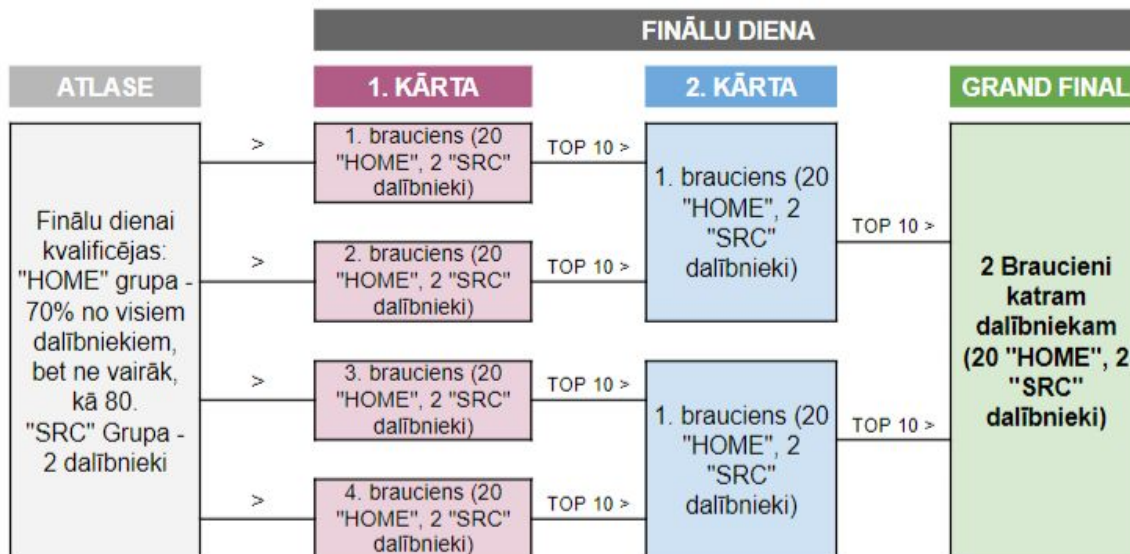 FINĀLU DIENA
ATLASE
1. KĀRTA
2. KĀRTA
GRAND FINAL
Finālu dienai
kvalificējas:
"HOME" grupa -
70% no visiem
dalībniekiem,
bet ne vairāk,
kā 80.
"SRC" Grupa -
2 dalībnieki
>
>
>
>
1. brauciens (20
"HOME", 2 "SRC"
dalībnieki)
2. brauciens (20
"HOME", 2 "SRC"
dalībnieki)
3. brauciens (20
"HOME", 2 "SRC"
dalībnieki)
4. brauciens (20
"HOME", 2 "SRC"
dalībnieki)
TOP 10 >
TOP 10 >
TOP 10 >
TOP 10 >
1. brauciens (20
"HOME", 2
"SRC"
dalībnieki)
1. brauciens (20
"HOME", 2
"SRC"
dalībnieki)
TOP 10 >
TOP 10 >
2 Braucieni
katram
dalībniekam
(20 "HOME", 2
"SRC"
dalībnieki)